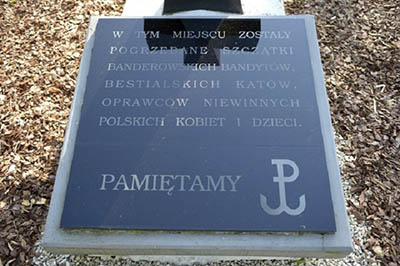 W TYM MIEJSCU ZOSTAŁY
POGRZEBANE SZCZĄTKI
BANDEROWSKICH BANDYTÓW,
BESTIALSKICH KATÓW,
OPRAWCÓW NIEWINNYCH
POLSKICH KOBIET I DZIECI.
PAMIĘTAMY